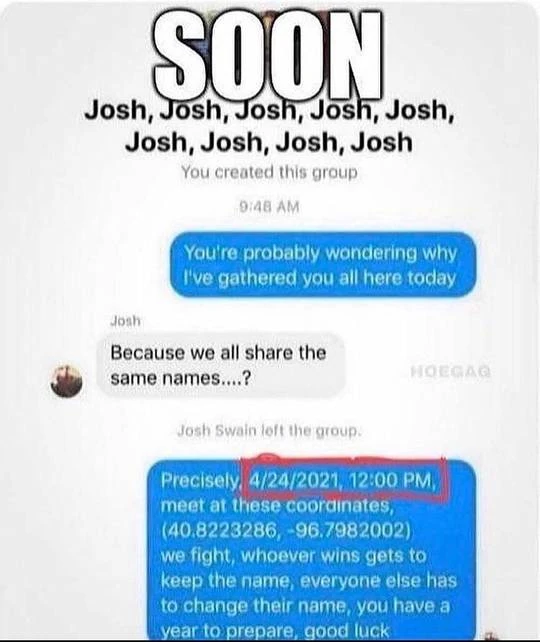 SOON
Josh, Josh, Josh, Josh, Josh,
Josh, Josh, Josh, Josh
You created this group
9:48 AM
You're probably wondering why
I've gathered you all here today
Josh
Because we all share the
same names....?
HOEGAG
Josh Swain left the group.
Precisely, 4/24/2021, 12:00 PM,
meet at these coordinates,
(40.8223286, -96.7982002)
we fight, whoever wins gets to
keep the name, everyone else has
to change their name, you have a
year to prepare, good luck